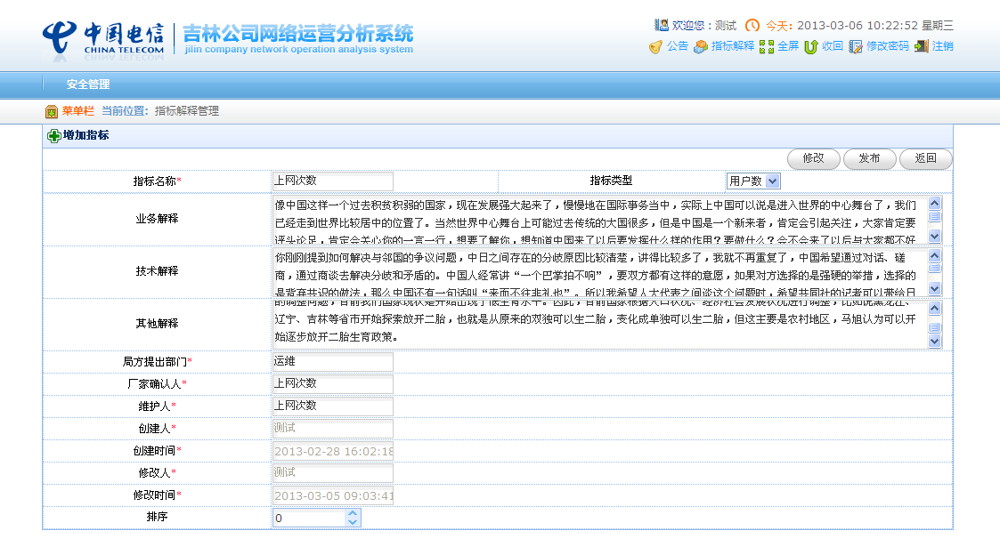 中国电信
CHINA TELECOM
吉林公司网络运营分析系统
jilin company network operation analysis system
欢迎您：测试 今天：2013-03-06 10:22:52 星期三
公告 指标解释 全屏 收回 修改密码 注销
安全管理
菜单栏 当前位置：指标解释管理
增加指标
修改 发布 返回
指标名称* 上网次数 指标类型 用户数
业务解释
像中国这样一个过去积贫积弱的国家，现在发展强大起来了，慢慢地在国际事务当中，实际上中国可以说是进入世界的中心舞台了，我们
已经走到世界比较居中的位置了。当然世界中心舞台上可能过去传统的大国很多，但是中国是一个新来者，肯定会引起关注，大家肯定要
评头论足，肯定会关心你的一言一行，想要了解你，想知道中国来了以后要发挥什么样的作用？要做什么？会不会来了以后与大家都不好
技术解释
你刚刚提到如何解决与邻国的争议问题，中日之间存在的分歧原因比较清楚，讲得比较多了，我就不再重复了，中国希望通过对话、磋
商，通过商谈去解决分歧和矛盾的。中国人经常讲“一个巴掌拍不响”，要双方都有这样的意愿，如果对方选择的是强硬的举措，选择的
是背弃共识的做法，那么中国还有一句话叫“来而不往非礼也”。所以我希望人大代表之间谈这个问题时，希望共同社的记者可以带给日
其他解释
的调整问题，目前我们国家现状是开始出现了低生育水平。因此，目前国家根据人口状况、经济社会发展状况进行调整，比如说黑龙江、
辽宁、吉林等省市开始探索放开二胎，也就是从原来的双独可以生二胎，变化成单独可以生二胎，但这主要是农村地区，马旭认为可以开
始逐步放开二胎生育政策。
局方提出部门* 运维
厂家确认人* 上网次数
维护人* 上网次数
创建人* 测试
创建时间* 2013-02-28 16:02:18
修改人* 测试
修改时间* 2013-03-05 09:03:41
排序 0